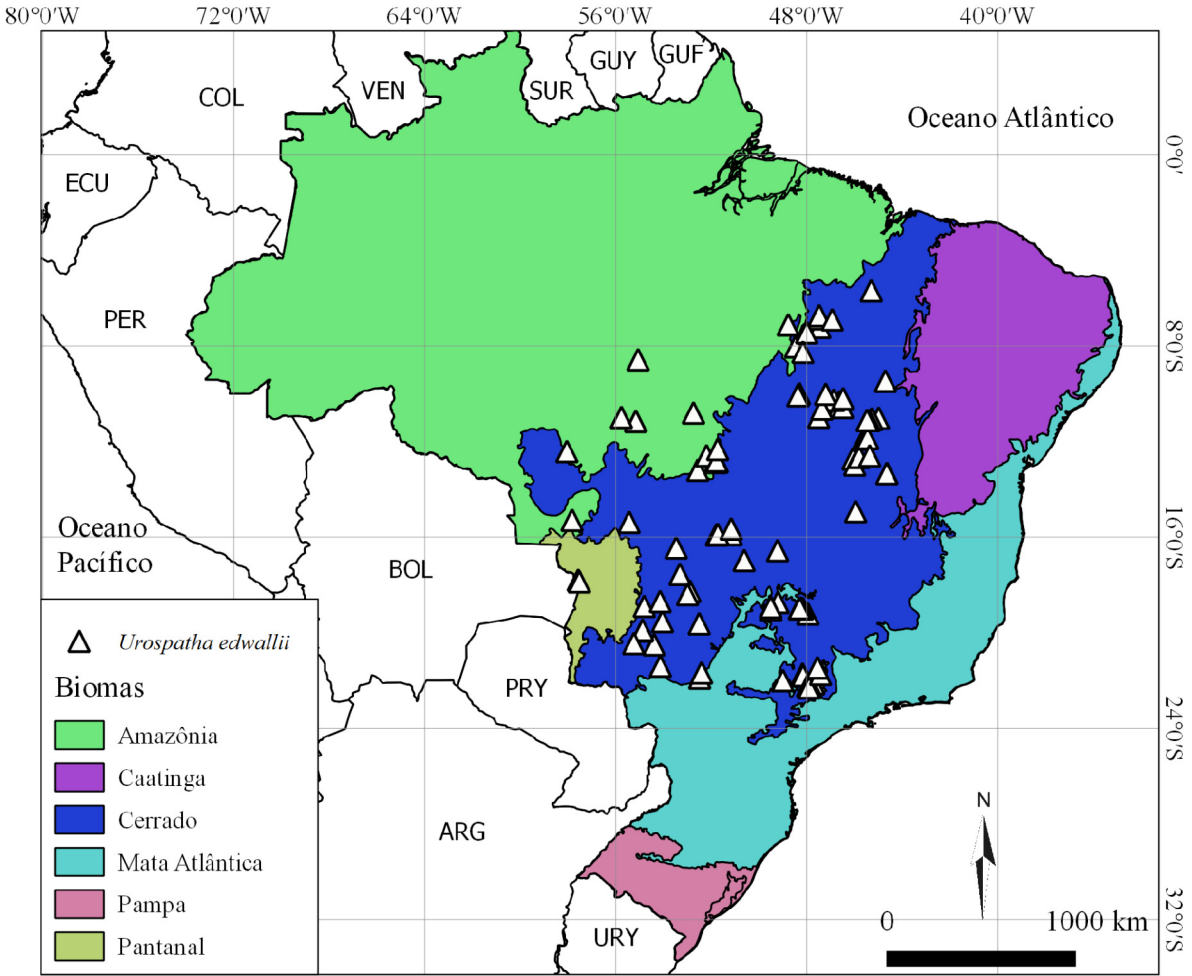 80°0'0"W 72°0'W 64°0'W 56°0'W 48°0'W 40°0'W
COL
VEN
SUR
GUY
GUF
Oceano Atlântico
0°0'
ECU
PER
8°0'S
Oceano
Pacífico
BOL
16°0'S
PRY
24°0'S
ARG
URY
32°0'S
Urospatha edwallii
Biomas
Amazônia
Caatinga
Cerrado
Mata Atlântica
Pampa
Pantanal
N
0 1000 km